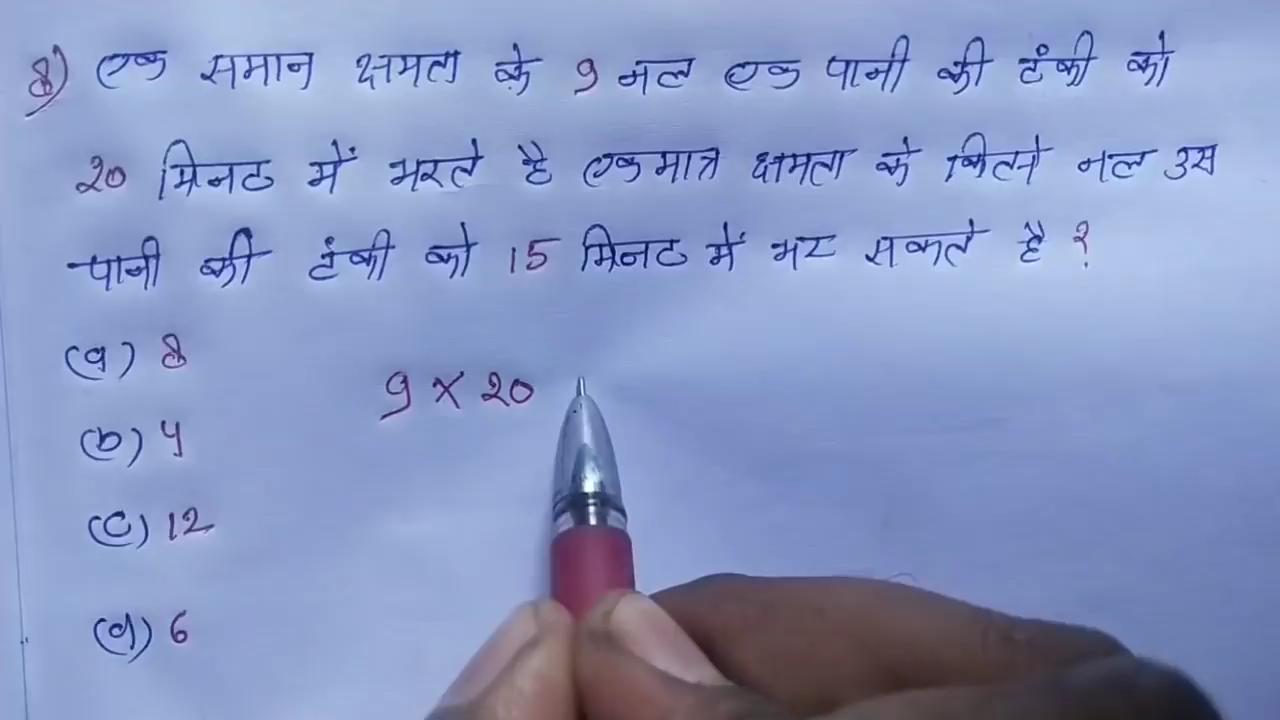 8) एक समान क्षमता के 9 नल एक पानी की टंकी को
20 मिनट में भरते है एकमात्र क्षमता के कितने नल उस
पानी की टंकी को 15 मिनट में भर सकते है ?
(a) 8
(b) 4
(c) 12
(d) 6
9 × 20